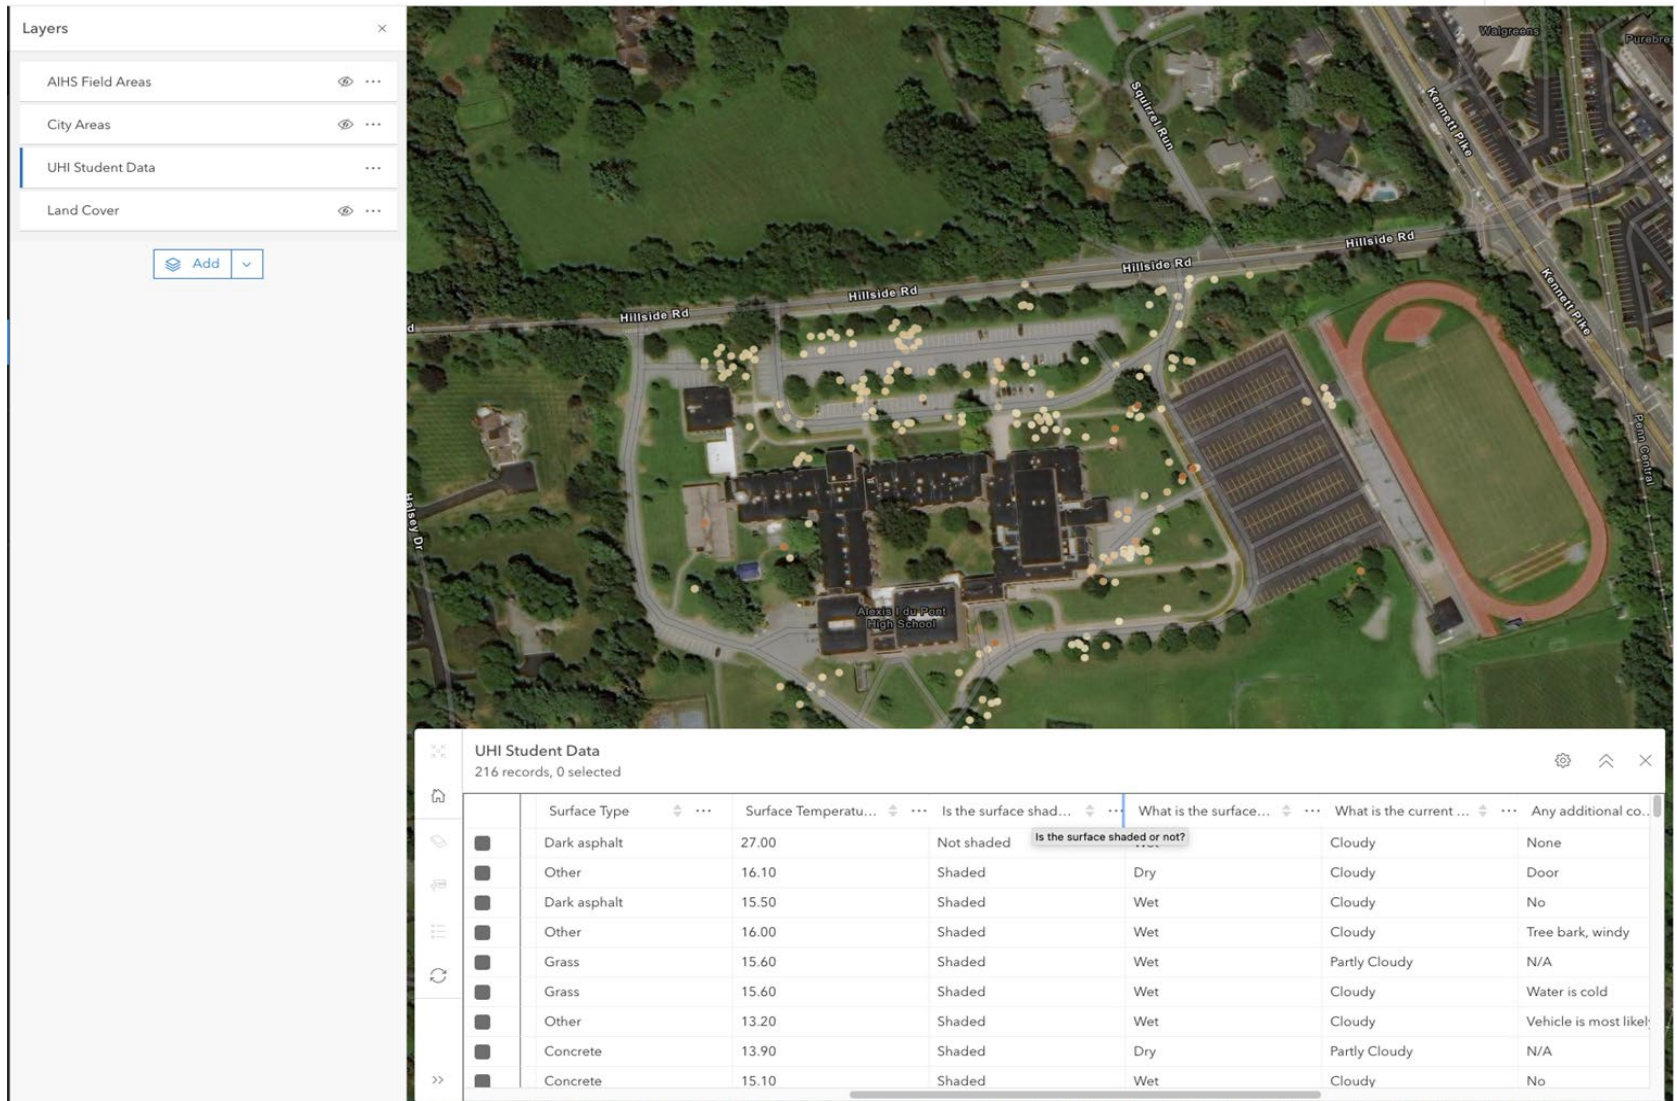 Layers
AIHS Field Areas
City Areas
UHI Student Data
Land Cover
Add
Walgreens
Squirrel Run
Kennett Pike
Hillside Rd
Hillside Rd
Hillside Rd
Hillside Rd
Kennett Pike
Penn Central
Halsey Dr
Alexis I du Pont
High School
UHI Student Data
216 records, 0 selected
Surface Type Surface Temperatu... Is the surface shad... What is the surface... What is the current ... Any additional co...
Is the surface shaded or not?
Dark asphalt 27.00 Not shaded Wet Cloudy None
Other 16.10 Shaded Dry Cloudy Door
Dark asphalt 15.50 Shaded Wet Cloudy No
Other 16.00 Shaded Wet Cloudy Tree bark, windy
Grass 15.60 Shaded Wet Partly Cloudy N/A
Grass 15.60 Shaded Wet Cloudy Water is cold
Other 13.20 Shaded Wet Cloudy Vehicle is most likel
Concrete 13.90 Shaded Dry Partly Cloudy N/A
Concrete 15.10 Shaded Wet Cloudy No